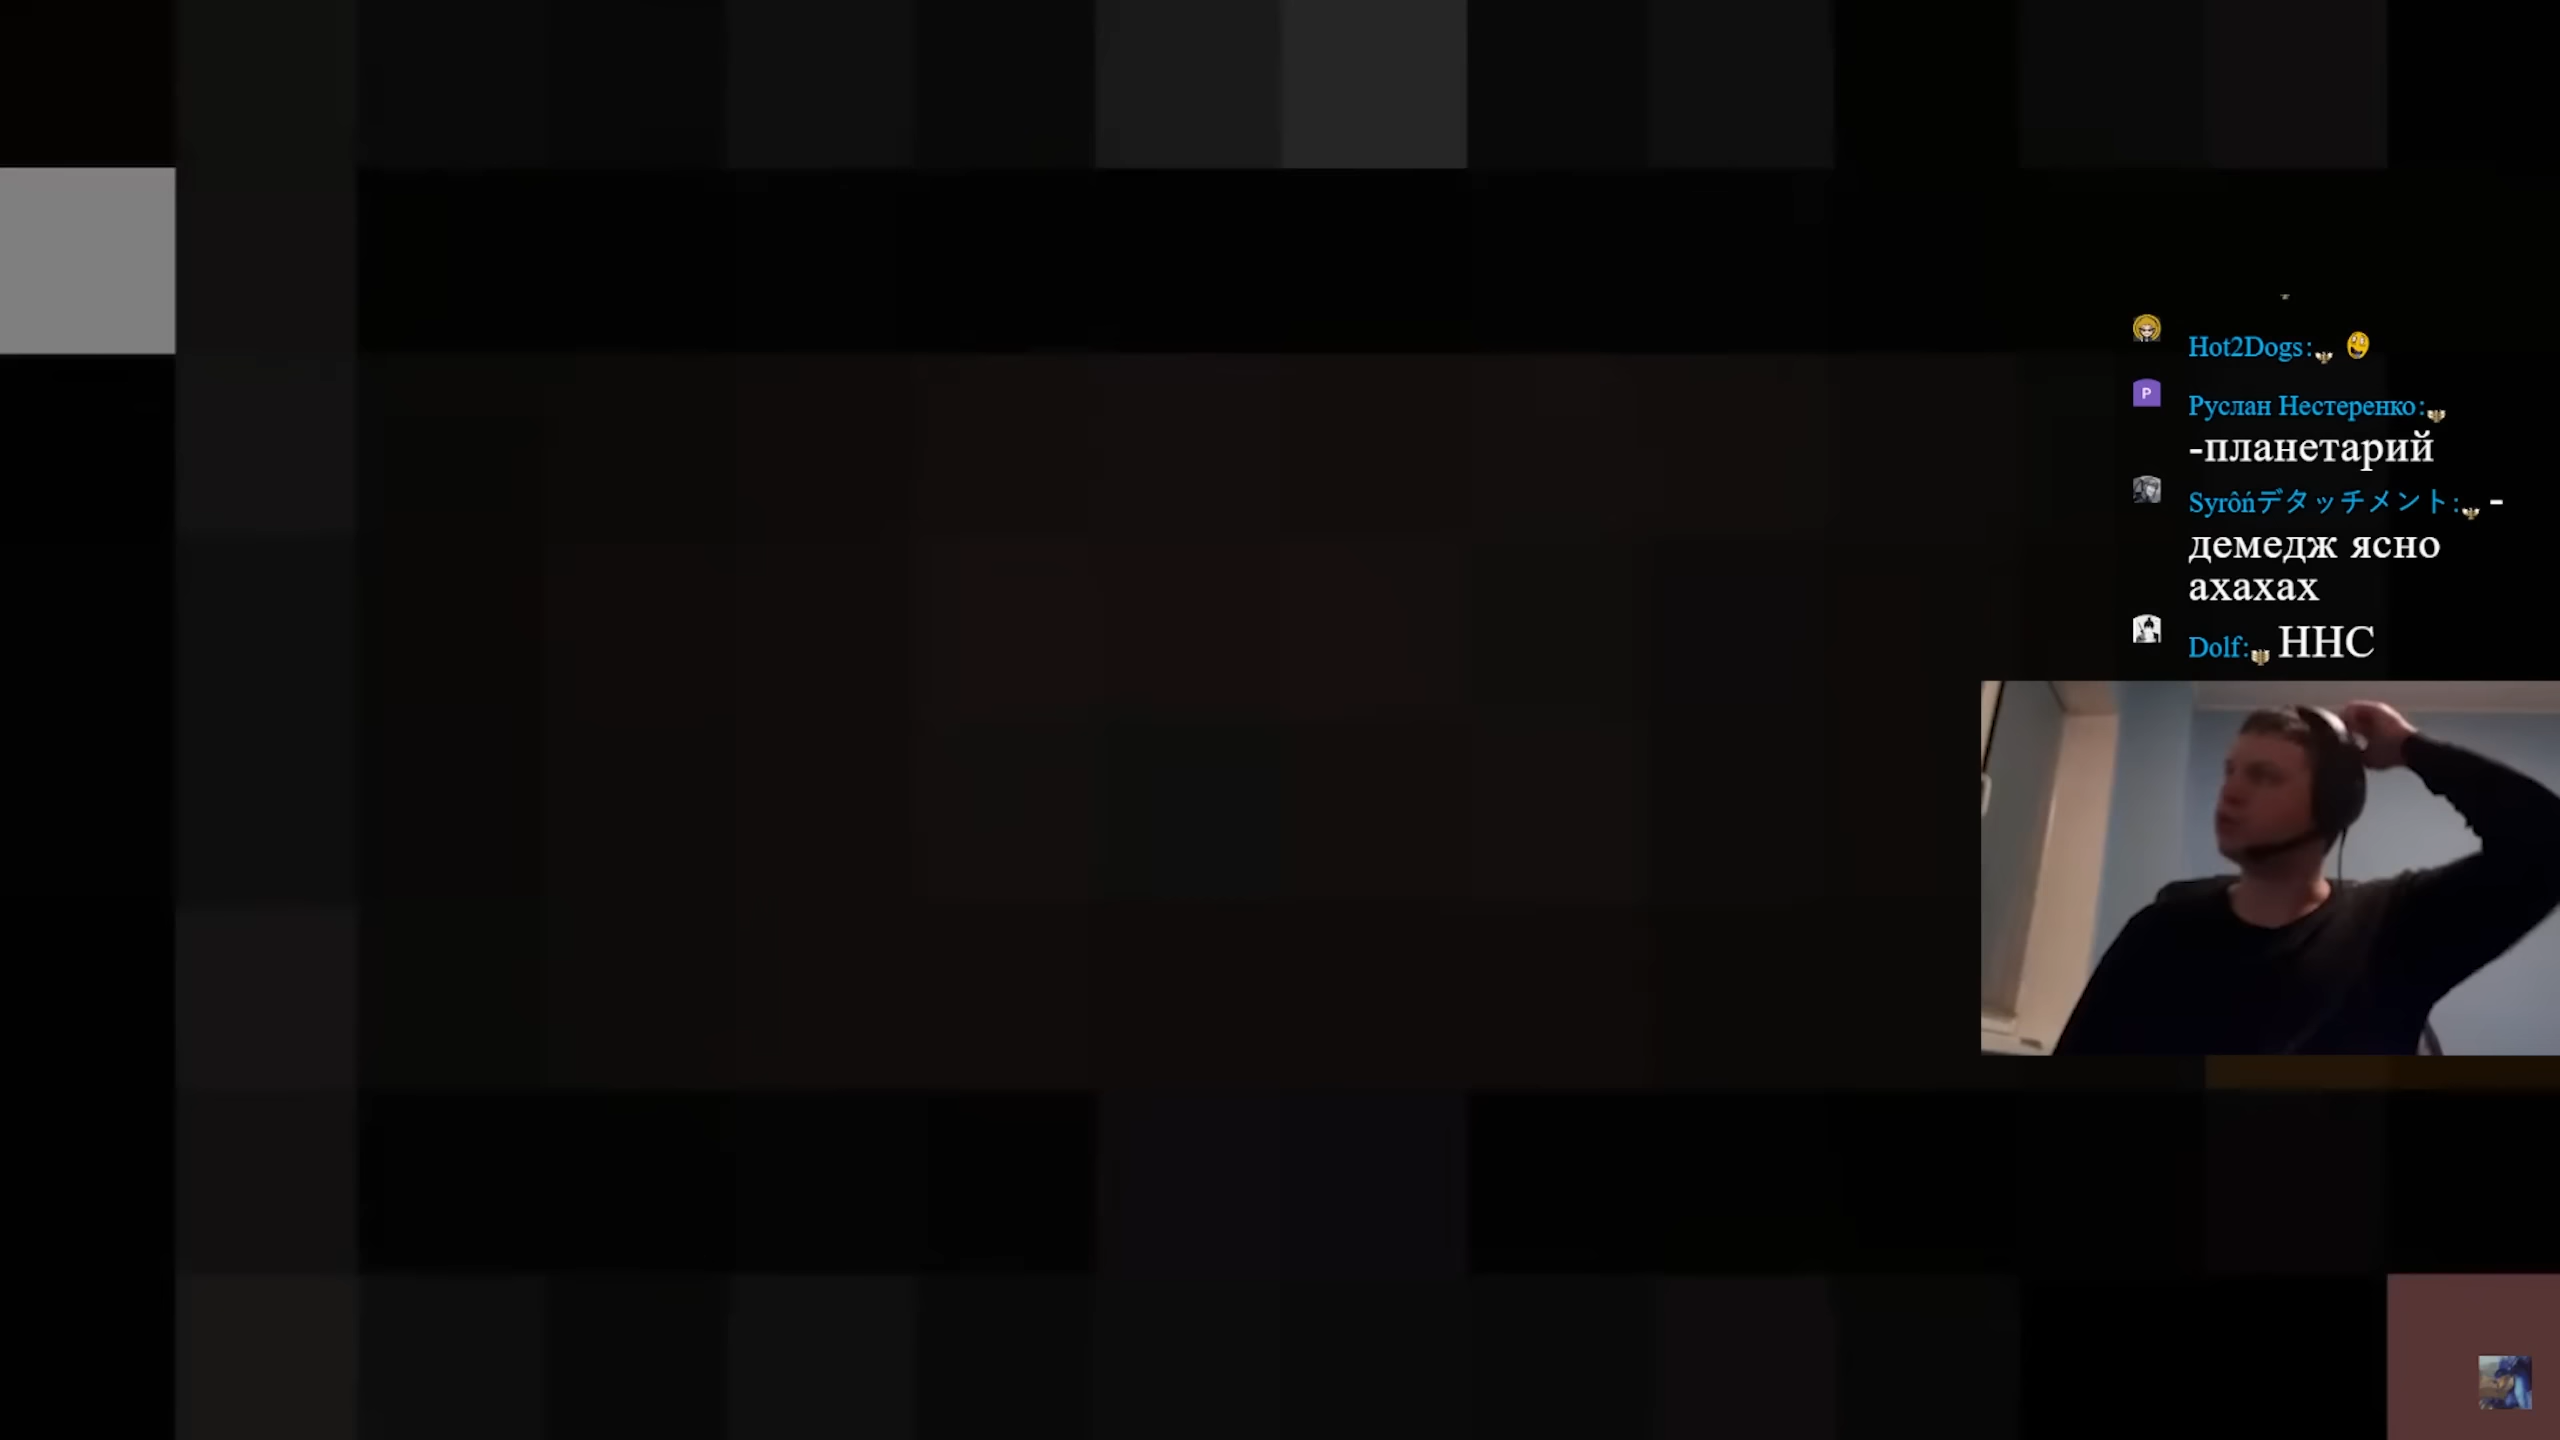 Hot2Dogs:
P
Руслан Нестеренко:
-планетарий
Syrôńデタッチメント: -
демедж ясно
ахахах
Dolf: ННС